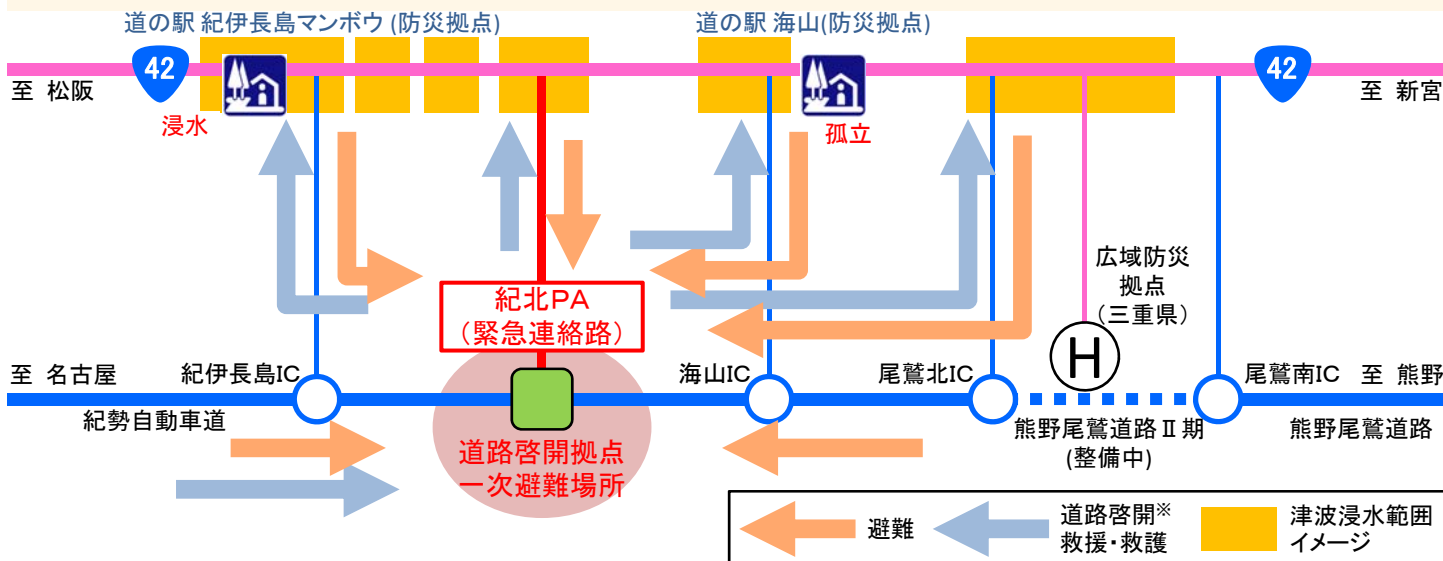 道の駅 紀伊長島マンボウ (防災拠点)
道の駅 海山(防災拠点)
42
42
至 松阪
至 新宮
浸水
孤立
広域防災
拠点
(三重県)
紀北PA
(緊急連絡路)
H
至 名古屋
紀伊長島IC
海山IC
尾鷲北IC
尾鷲南IC
至 熊野
紀勢自動車道
熊野尾鷲道路Ⅱ期
(整備中)
熊野尾鷲道路
道路啓開拠点
一次避難場所
避難
道路啓開※
救援・救護
津波浸水範囲
イメージ